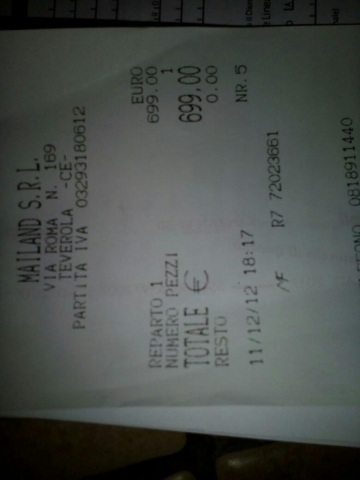 MAILAND S.R.L.
VIA ROMA N. 169
TEVEROLA -CE-
PARTITA IVA 03293180612
EURO
REPARTO 1 699.00
NUMERO PEZZI 1
TOTALE € 699.00
RESTO 0.00
11/12/12 18:17 NR.5
MF R7 72023661
0818911440